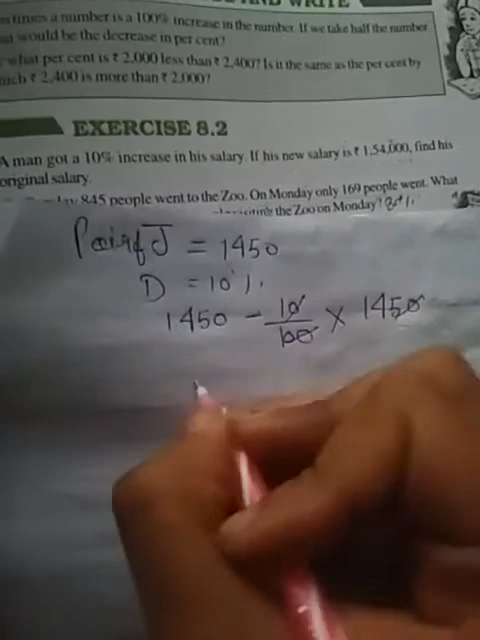 AND WRITE
times a number is a 100% increase in the number. If we take half the number
would be the decrease in per cent?
what per cent is ₹ 2,000 less than ₹ 2,400? Is it the same as the per cent by
₹ 2,400 is more than ₹ 2,000?
EXERCISE 8.2
A man got a 10% increase in his salary. If his new salary is ₹ 1,54,000, find his
original salary.
845 people went to the Zoo. On Monday only 169 people went. What
the Zoo on Monday?
= 1450
D = 10%
1450 - 10/100 × 1450